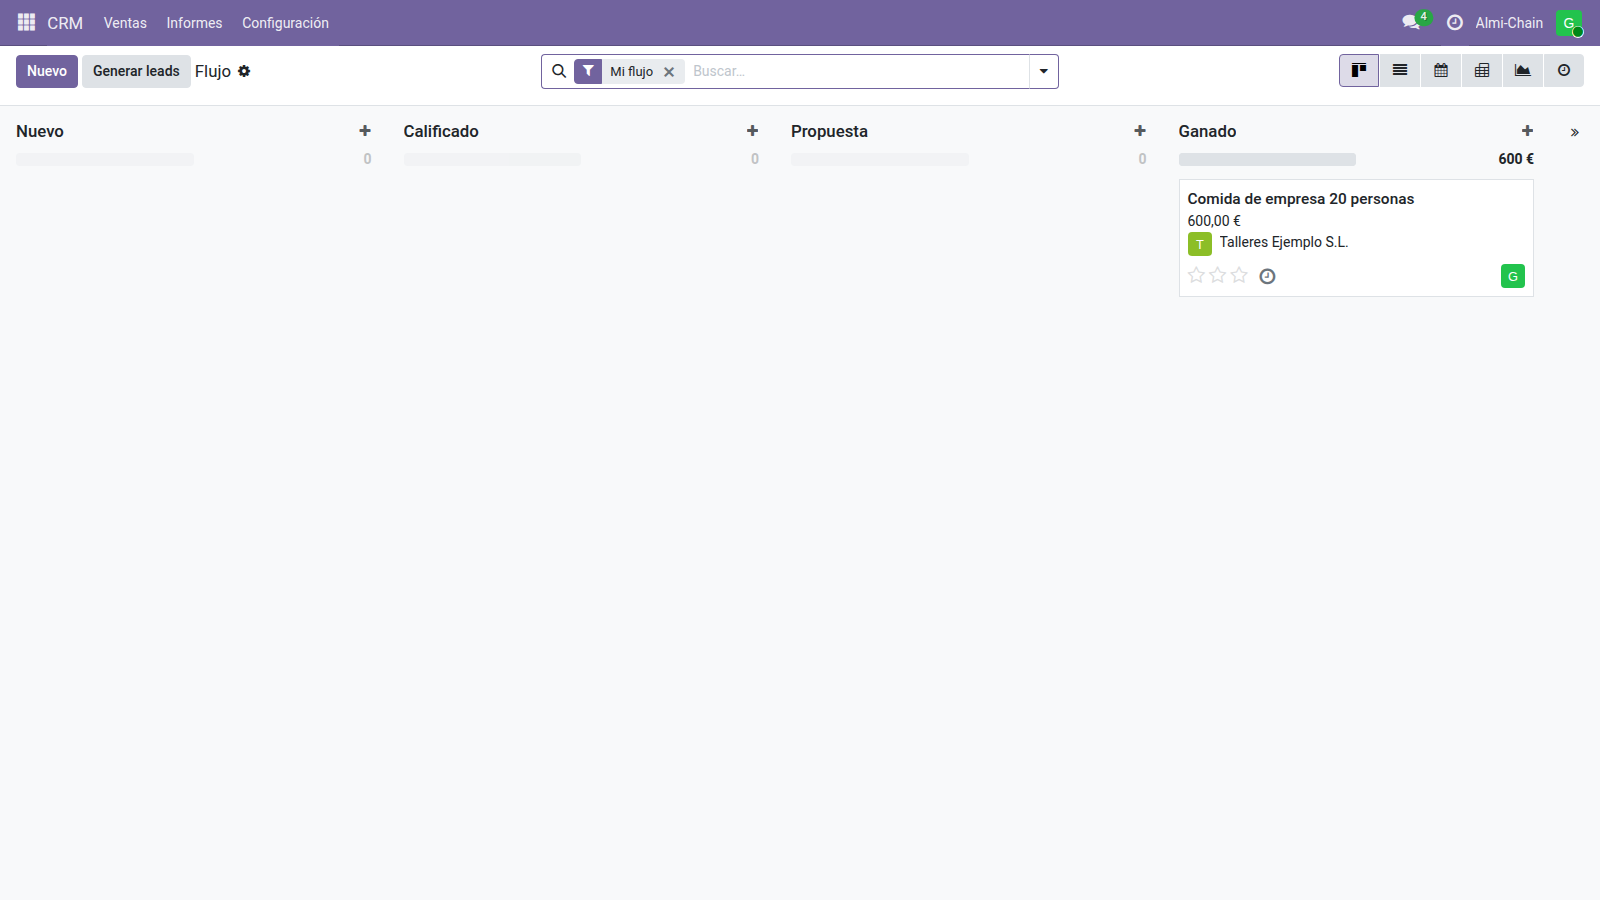 CRM Ventas Informes Configuración 4 Almi-Chain G
Nuevo Generar leads Flujo Mi flujo Buscar...
Nuevo Calificado Propuesta Ganado
0 0 0 600 €
Comida de empresa 20 personas
600,00 €
T Talleres Ejemplo S.L.
G